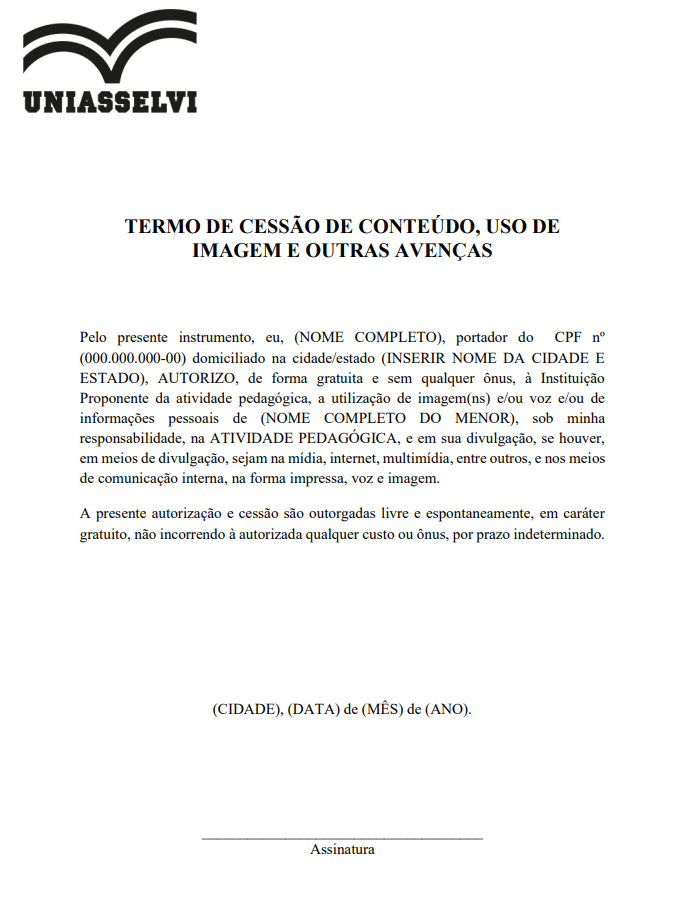 UNIASSELVI
TERMO DE CESSÃO DE CONTEÚDO, USO DE
IMAGEM E OUTRAS AVENÇAS
Pelo presente instrumento, eu, (NOME COMPLETO), portador do CPF nº
(000.000.000-00) domiciliado na cidade/estado (INSERIR NOME DA CIDADE E
ESTADO), AUTORIZO, de forma gratuita e sem qualquer ônus, à Instituição
Proponente da atividade pedagógica, a utilização de imagem(ns) e/ou voz e/ou de
informações pessoais de (NOME COMPLETO DO MENOR), sob minha
responsabilidade, na ATIVIDADE PEDAGÓGICA, e em sua divulgação, se houver,
em meios de divulgação, sejam na mídia, internet, multimídia, entre outros, e nos meios
de comunicação interna, na forma impressa, voz e imagem.
A presente autorização e cessão são outorgadas livre e espontaneamente, em caráter
gratuito, não incorrendo à autorizada qualquer custo ou ônus, por prazo indeterminado.
(CIDADE), (DATA) de (MÊS) de (ANO).
Assinatura